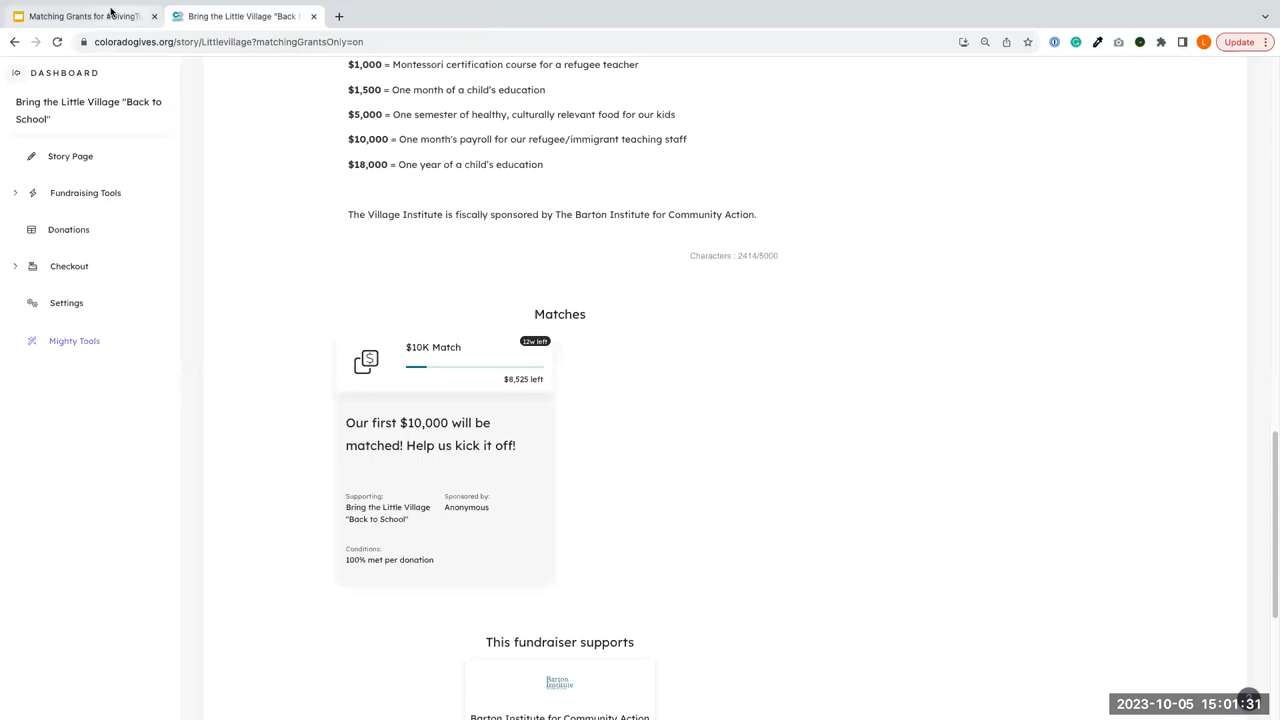 Matching Grants for #GivingT
Bring the Little Village "Back t
coloradogives.org/story/Littlevillage?matchingGrantsOnly=on
L
Update
DASHBOARD
Bring the Little Village "Back to
School"
Story Page
Fundraising Tools
Donations
Checkout
Settings
Mighty Tools
$1,000 = Montessori certification course for a refugee teacher
$1,500 = One month of a child's education
$5,000 = One semester of healthy, culturally relevant food for our kids
$10,000 = One month's payroll for our refugee/immigrant teaching staff
$18,000 = One year of a child's education
The Village Institute is fiscally sponsored by The Barton Institute for Community Action.
Characters : 2414/5000
Matches
$10K Match
12w left
$8,525 left
Our first $10,000 will be
matched! Help us kick it off!
Supporting:
Bring the Little Village
"Back to School"
Sponsored by:
Anonymous
Conditions:
100% met per donation
This fundraiser supports
Barton
Institute
Barton Institute for Community Action
2023-10-05 15:01:31